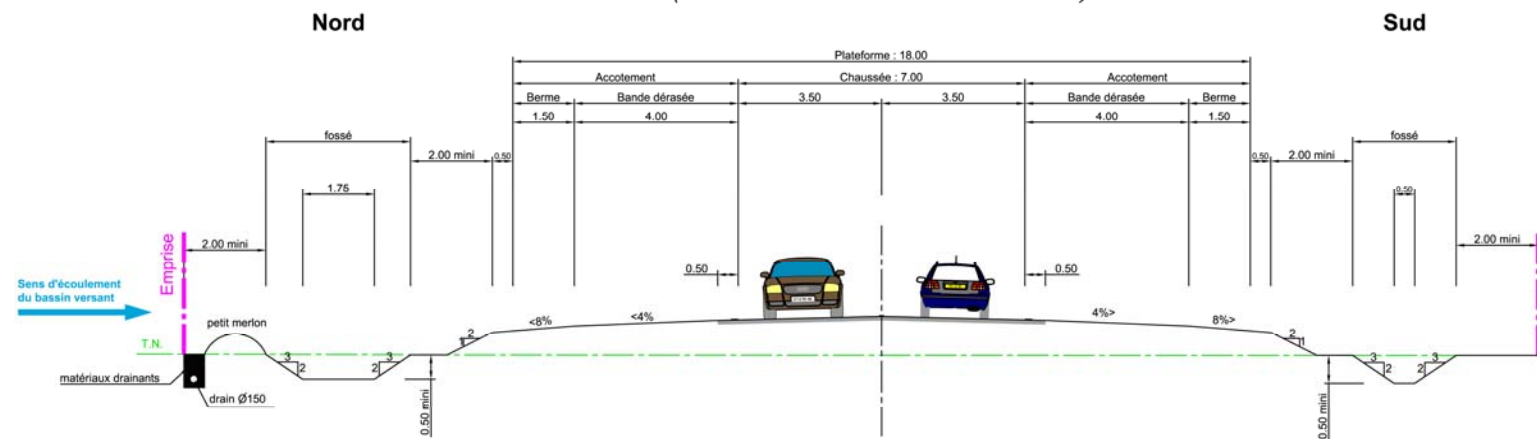 Nord
Sud
Plateforme : 18.00
Accotement
Chaussée : 7.00
Accotement
Berme
Bande dérasée
3.50
3.50
Bande dérasée
Berme
1.50
4.00
4.00
1.50
fossé
fossé
2.00 mini
0.50
0.50
2.00 mini
1.75
0.50
Emprise
2.00 mini
2.00 mini
0.50
0.50
Sens d'écoulement
du bassin versant
petit merlon
<8%
<4%
4%>
8%>
2
1
2
1
T.N.
3
2
3
2
3
2
3
2
matériaux drainants
drain Ø150
0.50 mini
0.50 mini